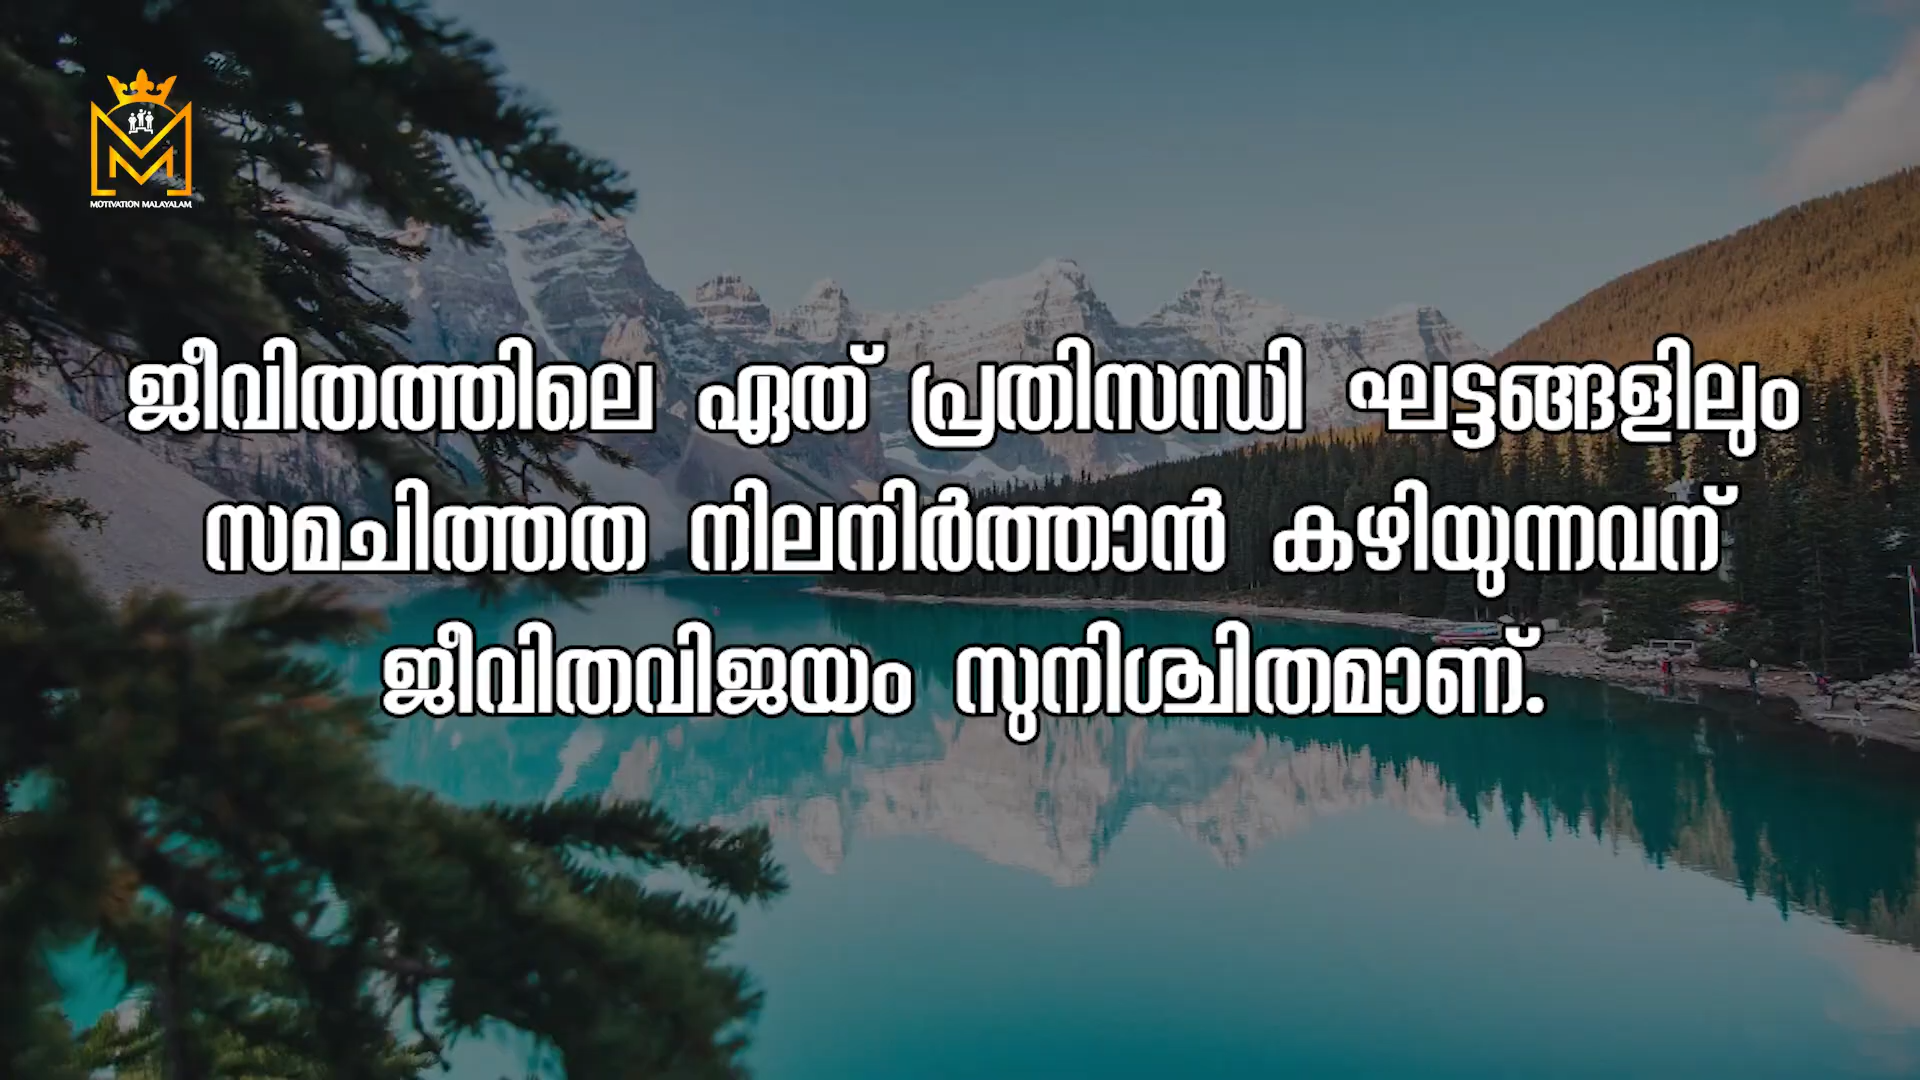 MOTIVATION MALAYALAM
ജീവിതത്തിലെ ഏത് പ്രതിസന്ധി ഘട്ടങ്ങളിലും
സമചിത്തത നിലനിർത്താൻ കഴിയുന്നവന്
ജീവിതവിജയം സുനിശ്ചിതമാണ്.